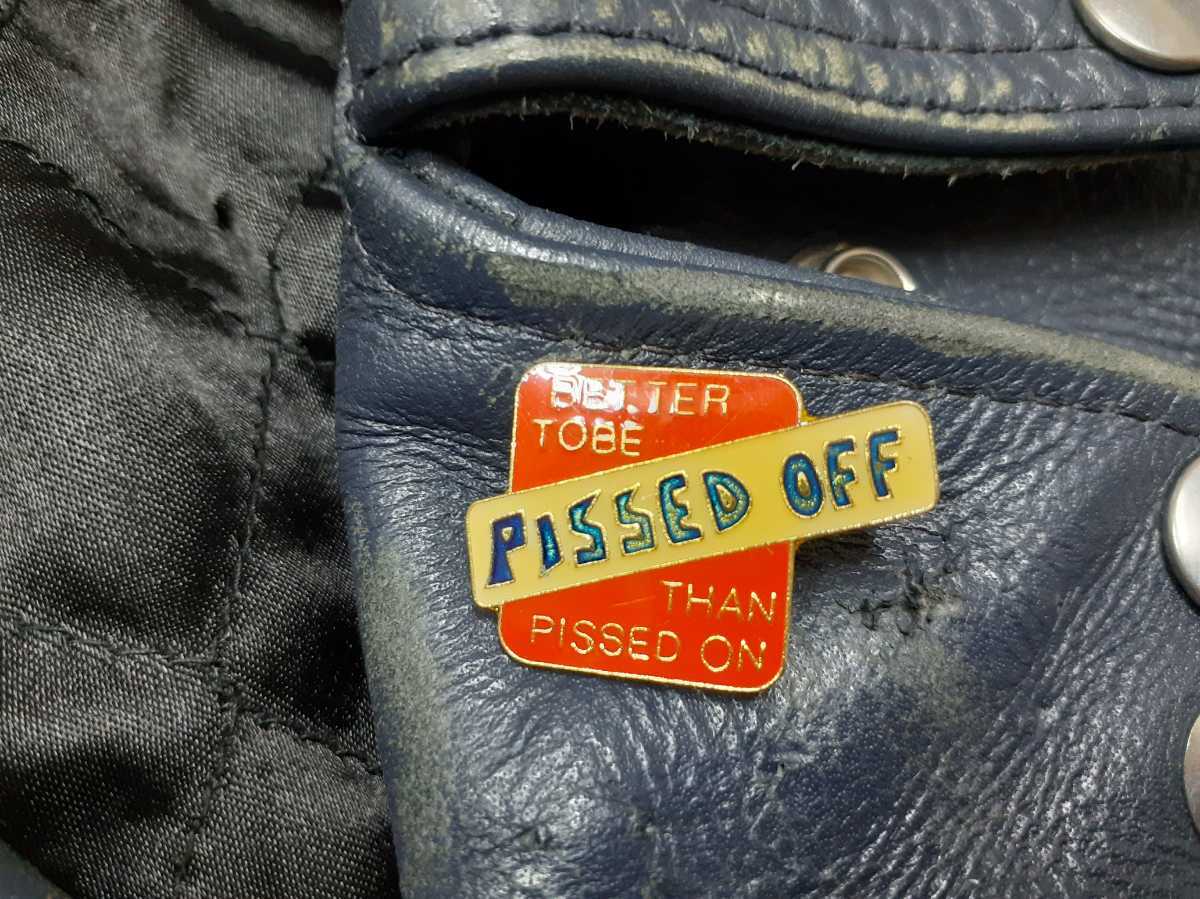 BETTER
TOBE
PISSED OFF
THAN
PISSED ON